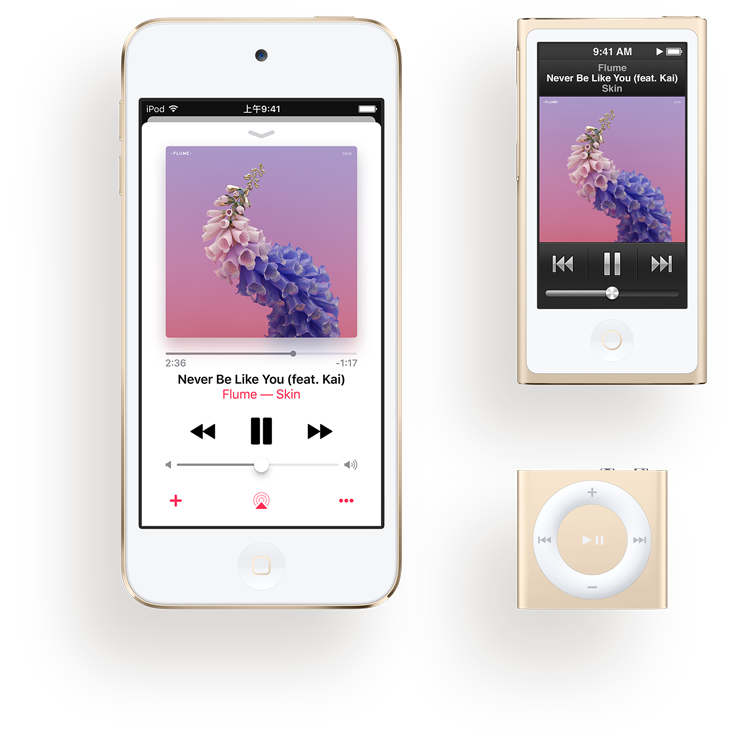 iPod 上午9:41
·FLUME· SKIN
2:36 -1:17
Never Be Like You (feat. Kai)
Flume — Skin
9:41 AM
Flume
Never Be Like You (feat. Kai)
Skin